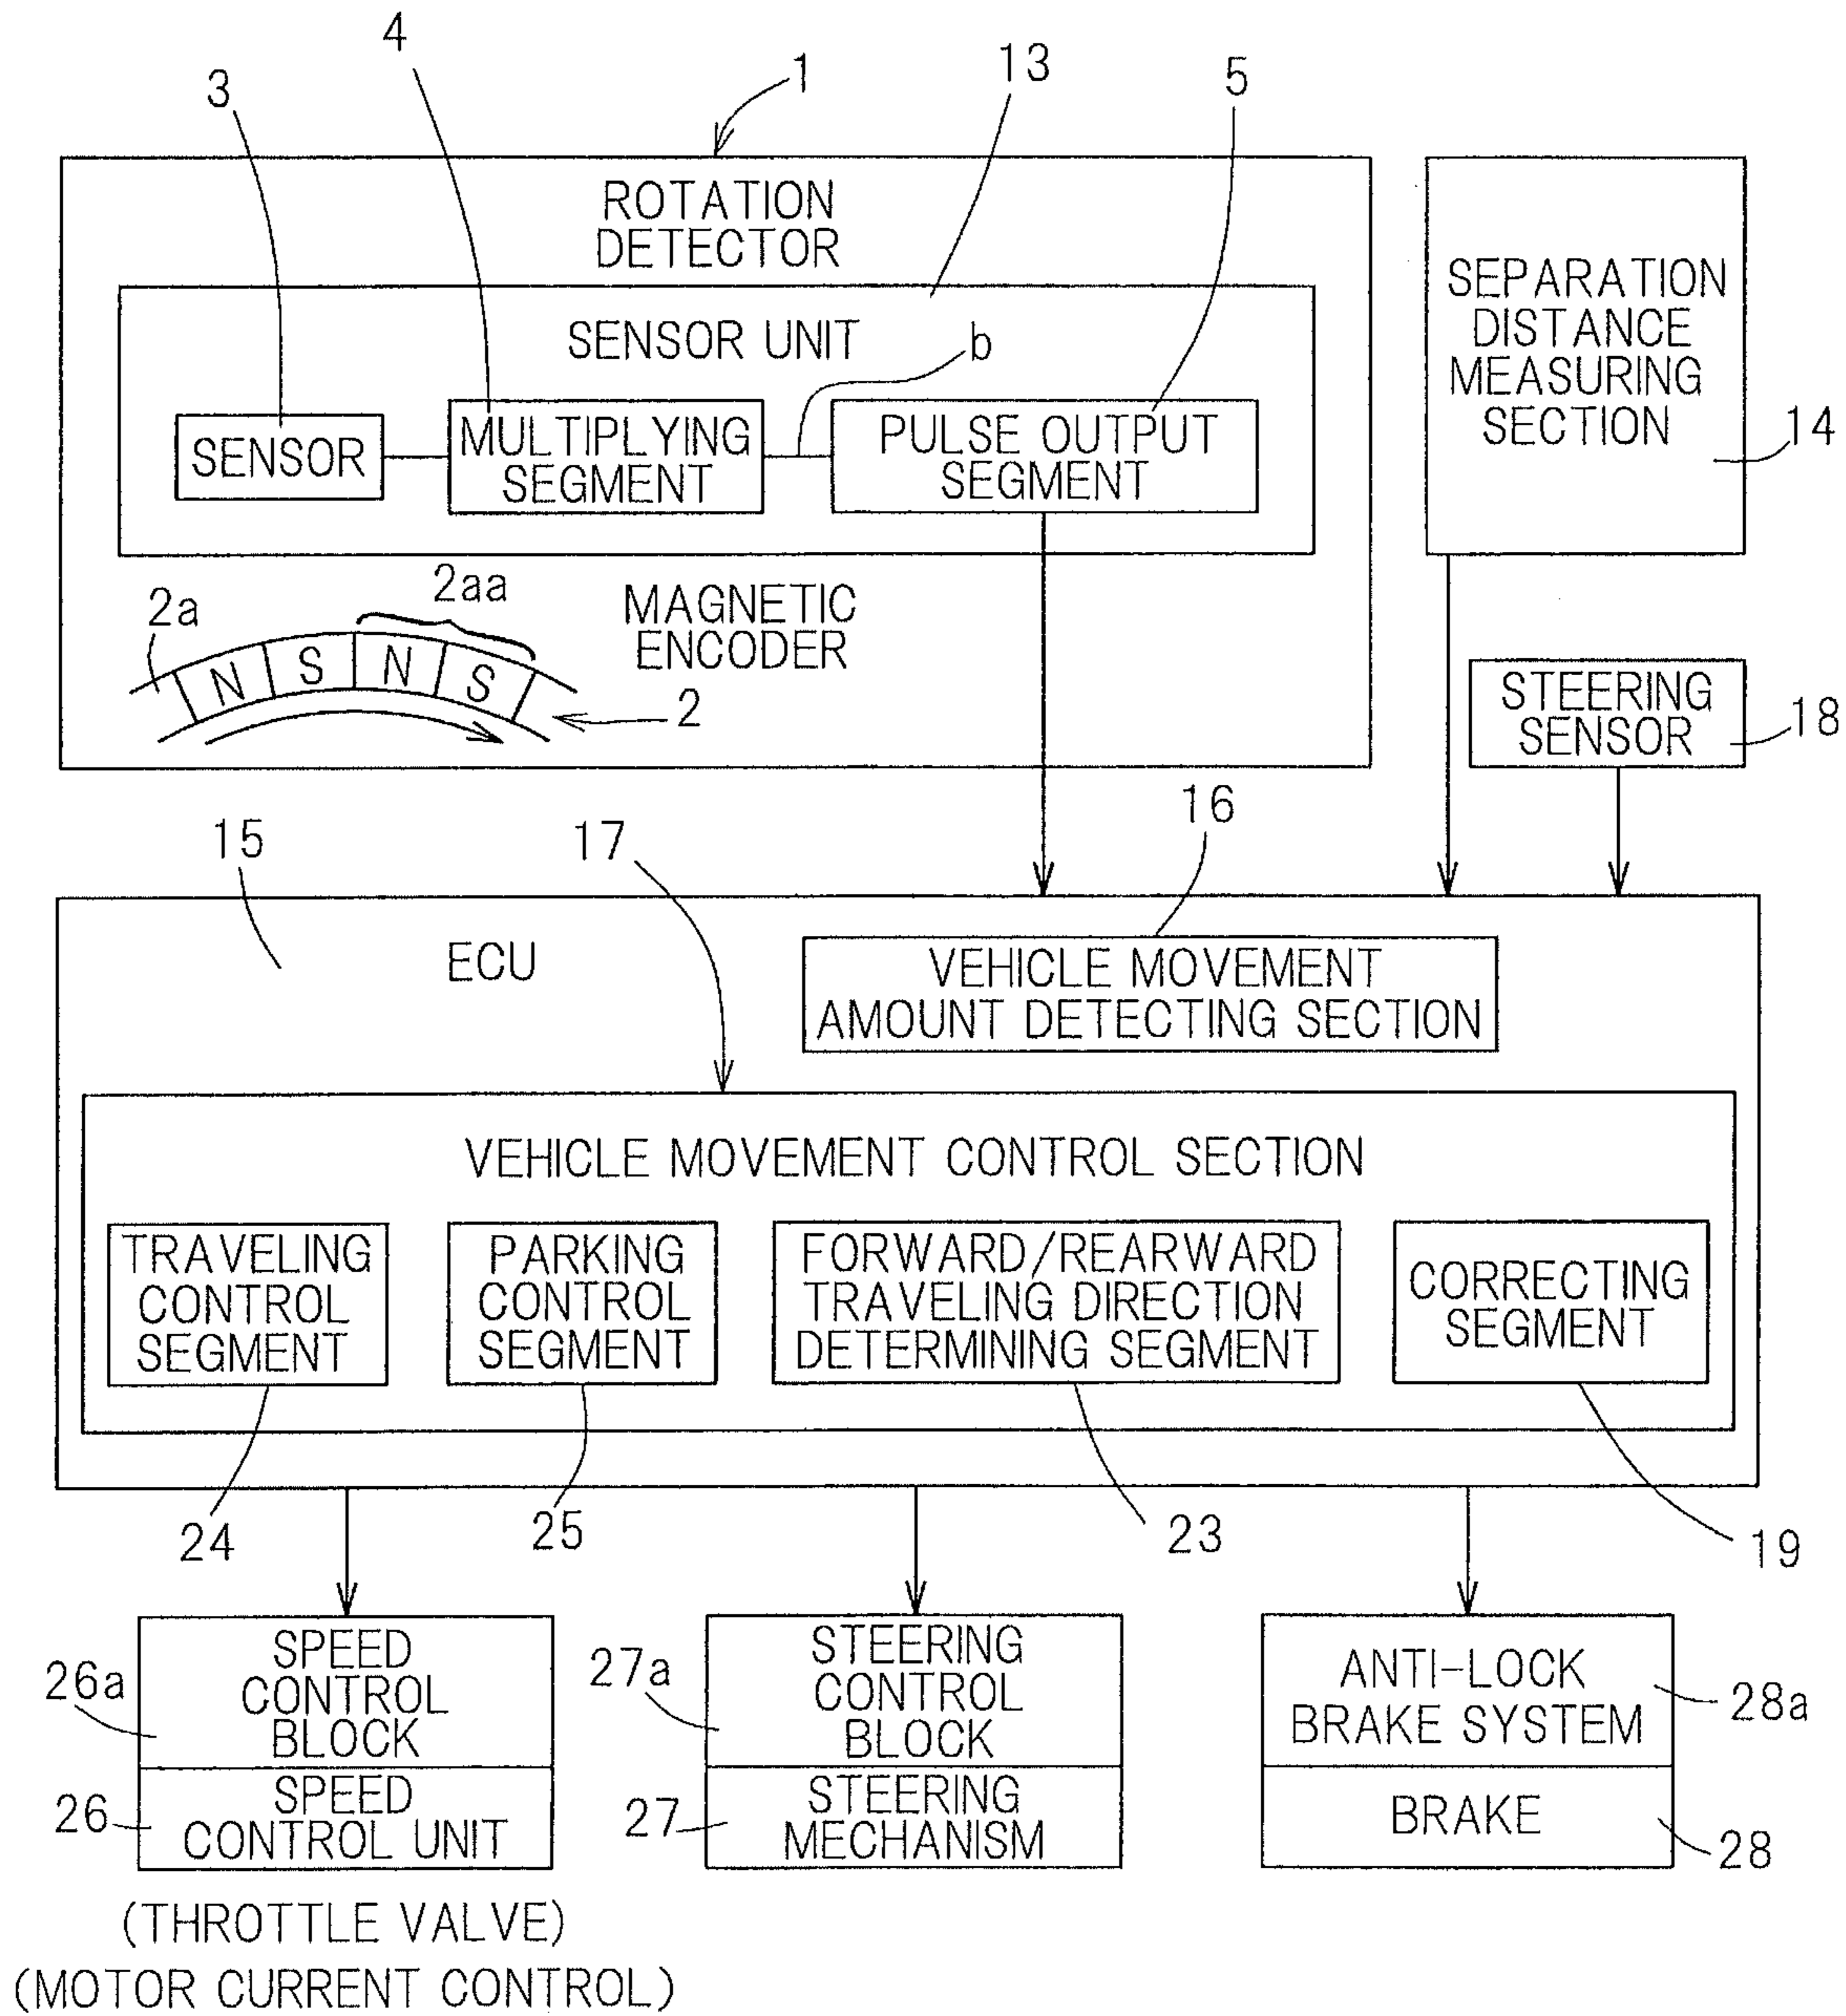 4
13
1
5
3
ROTATION
DETECTOR
SENSOR UNIT
b
SENSOR
MULTIPLYING
SEGMENT
PULSE OUTPUT
SEGMENT
SEPARATION
DISTANCE
MEASURING
SECTION
14
2a
2aa
N S N S
MAGNETIC
ENCODER
2
STEERING
SENSOR
18
15
17
16
ECU
VEHICLE MOVEMENT
AMOUNT DETECTING SECTION
VEHICLE MOVEMENT CONTROL SECTION
TRAVELING
CONTROL
SEGMENT
PARKING
CONTROL
SEGMENT
FORWARD/REARWARD
TRAVELING DIRECTION
DETERMINING SEGMENT
CORRECTING
SEGMENT
24
25
23
19
26a
SPEED
CONTROL
BLOCK
27a
STEERING
CONTROL
BLOCK
ANTI-LOCK
BRAKE SYSTEM
28a
26
SPEED
CONTROL UNIT
27
STEERING
MECHANISM
BRAKE
28
(THROTTLE VALVE)
(MOTOR CURRENT CONTROL)